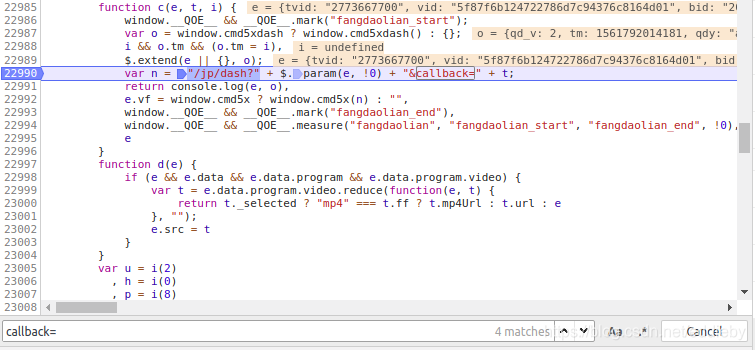 22985 function c(e, t, i) { e = {tvid: "2773667700", vid: "5f87f6b124722786d7c94376c8164d01", bid: "20
22986 window.__QOE__ && __QOE__.mark("fangdaolian_start");
22987 var o = window.cmd5xdash ? window.cmd5xdash() : {}; o = {qd_v: 2, tm: 1561792014181, qdy: "a
22988 i && o.tm && (o.tm = i), i = undefined
22989 $.extend(e || {}, o); e = {tvid: "2773667700", vid: "5f87f6b124722786d7c94376c8164d01", bid
22990 var n = "/jp/dash?" + $.param(e, !0) + "&callback=" + t;
22991 return console.log(e, o),
22992 e.vf = window.cmd5x ? window.cmd5x(n) : "",
22993 window.__QOE__ && __QOE__.mark("fangdaolian_end"),
22994 window.__QOE__ && __QOE__.measure("fangdaolian", "fangdaolian_start", "fangdaolian_end", !0),
22995 e
22996 }
22997 function d(e) {
22998 if (e && e.data && e.data.program && e.data.program.video) {
22999 var t = e.data.program.video.reduce(function(e, t) {
23000 return t._selected ? "mp4" === t.ff ? t.mp4Url : t.url : e
23001 }, "");
23002 e.src = t
23003 }
23004 }
23005 var u = i(2)
23006 , h = i(0)
23007 , p = i(8)
23008
callback= 4 matches Aa .* Cancel